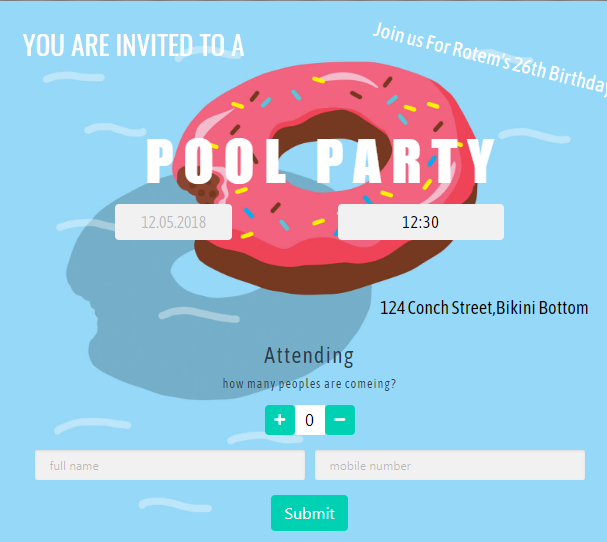 YOU ARE INVITED TO A
Join us For Rotem's 26th Birthday
POOL PARTY
12.05.2018
12:30
124 Conch Street,Bikini Bottom
Attending
how many peoples are comeing?
+ 0 −
full name
mobile number
Submit